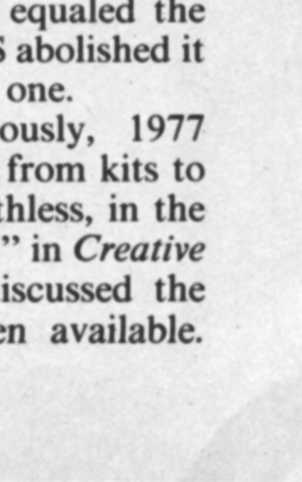 equaled the
abolished it
one.
ously, 1977
from kits to
thless, in the
” in Creative
iscussed the
en available.